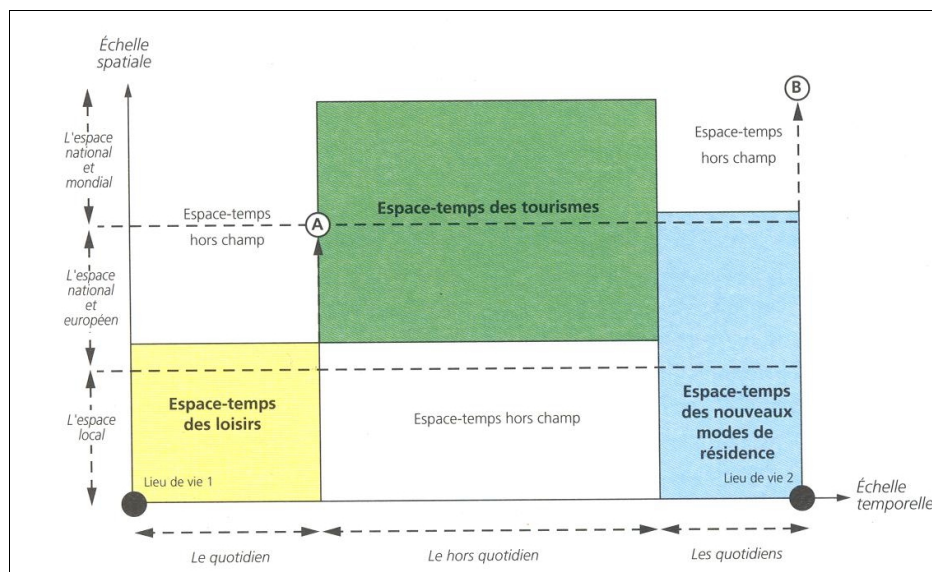 Échelle
spatiale
L'espace
national
et
mondial
L'espace
national
et
européen
L'espace
local
Espace-temps
hors champ
A
Espace-temps des tourismes
Espace-temps
hors champ
B
Espace-temps
des loisirs
Lieu de vie 1
Espace-temps hors champ
Espace-temps
des nouveaux
modes de
résidence
Lieu de vie 2
Échelle
temporelle
Le quotidien
Le hors quotidien
Les quotidiens